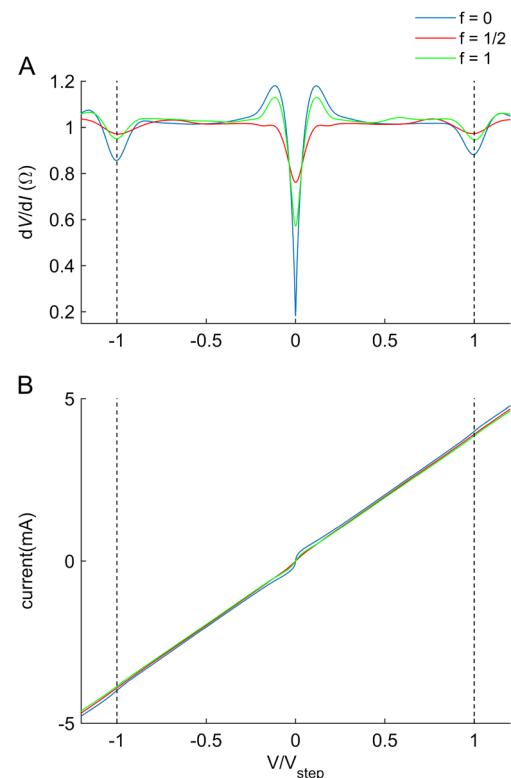 f = 0
f = 1/2
f = 1
A
1.2
1
0.8
0.6
0.4
0.2
dV/dI (Ω)
-1
-0.5
0
0.5
1
B
5
0
-5
current(mA)
-1
-0.5
0
0.5
1
V/V_step